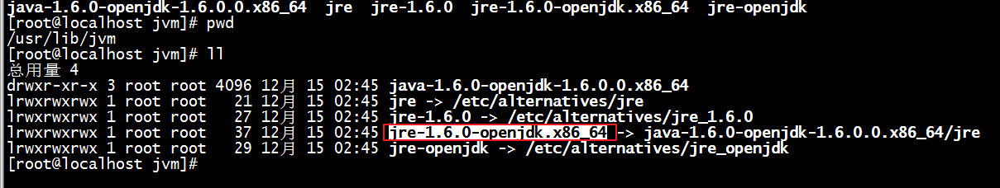 java-1.6.0-openjdk-1.6.0.0.x86_64  jre  jre-1.6.0  jre-1.6.0-openjdk.x86_64  jre-openjdk
[root@localhost jvm]# pwd
/usr/lib/jvm
[root@localhost jvm]# ll
总用量 4
drwxr-xr-x 3 root root 4096 12月 15 02:45 java-1.6.0-openjdk-1.6.0.0.x86_64
lrwxrwxrwx 1 root root   21 12月 15 02:45 jre -> /etc/alternatives/jre
lrwxrwxrwx 1 root root   27 12月 15 02:45 jre-1.6.0 -> /etc/alternatives/jre_1.6.0
lrwxrwxrwx 1 root root   37 12月 15 02:45 jre-1.6.0-openjdk.x86_64 -> java-1.6.0-openjdk-1.6.0.0.x86_64/jre
lrwxrwxrwx 1 root root   29 12月 15 02:45 jre-openjdk -> /etc/alternatives/jre_openjdk
[root@localhost jvm]#